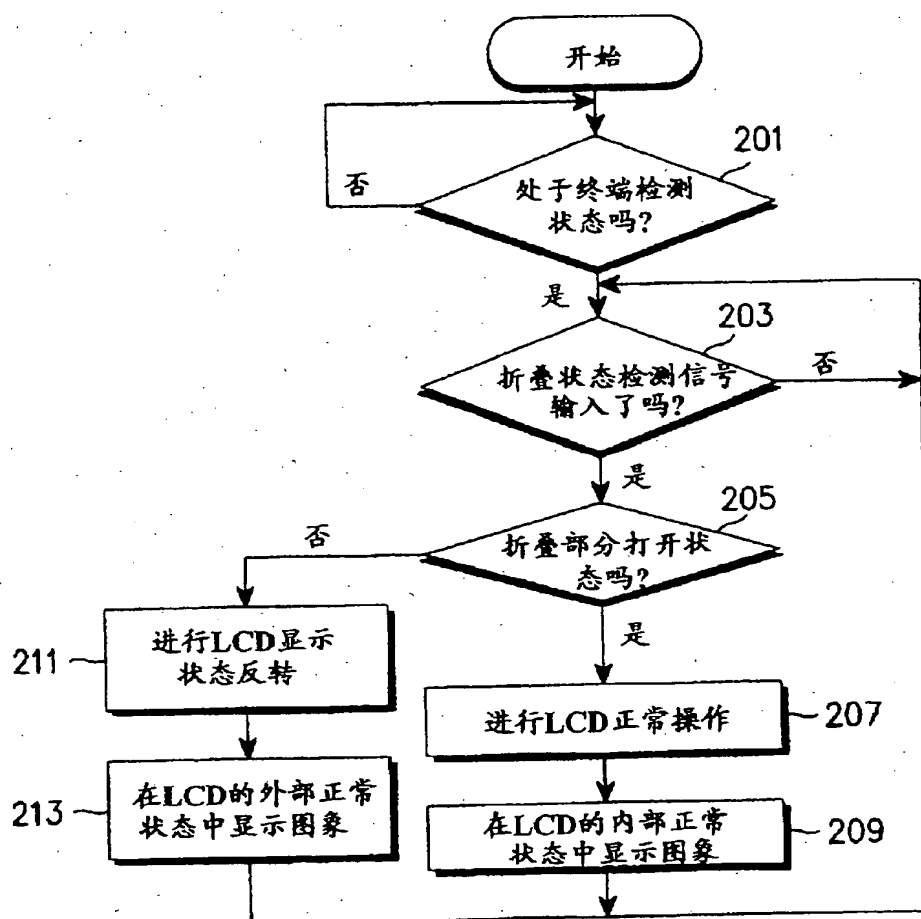 开始
201
处于终端检测
状态吗?
否
是
203
折叠状态检测信号
输入了吗?
否
是
205
折叠部分打开状
态吗?
否
是
211
进行LCD显示
状态反转
进行LCD正常操作
207
213
在LCD的外部正常
状态中显示图象
在LCD的内部正常
状态中显示图象
209